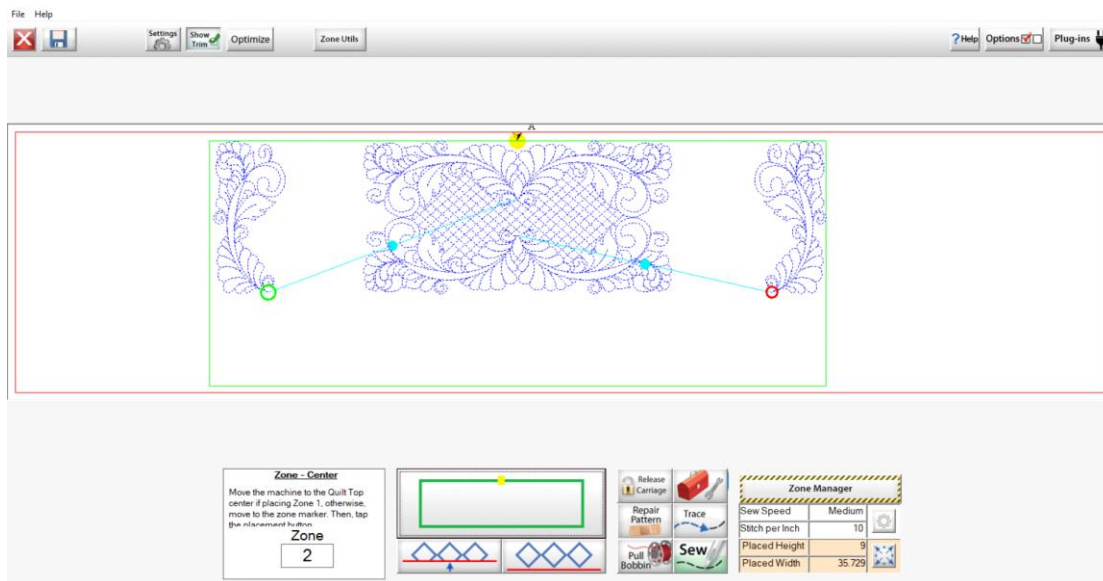 File Help
Settings
Show
Trim
Optimize
Zone Utils
? Help
Options
Plug-ins
Zone - Center
Move the machine to the Quilt Top
center if placing Zone 1, otherwise,
move to the zone marker. Then, tap
the placement button
Zone
2
Release
Carriage
Repair
Pattern
Trace
Pull
Bobbin
Sew
Zone Manager
Sew Speed Medium
Stitch per Inch 10
Placed Height 9
Placed Width 35.729